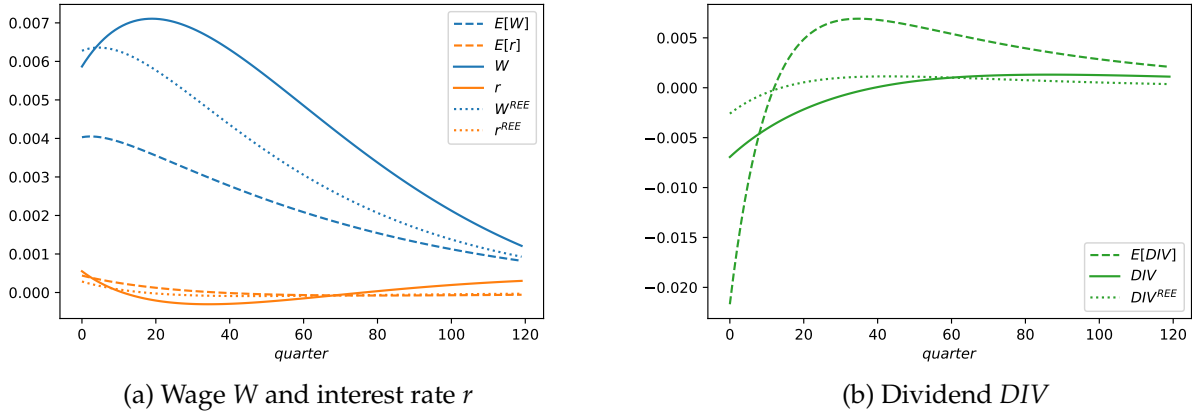 0.007
0.006
0.005
0.004
0.003
0.002
0.001
0.000
0 20 40 60 80 100 120
quarter
E[W]
E[r]
W
r
W^REE
r^REE
(a) Wage W and interest rate r
0.005
0.000
−0.005
−0.010
−0.015
−0.020
0 20 40 60 80 100 120
quarter
E[DIV]
DIV
DIV^REE
(b) Dividend DIV